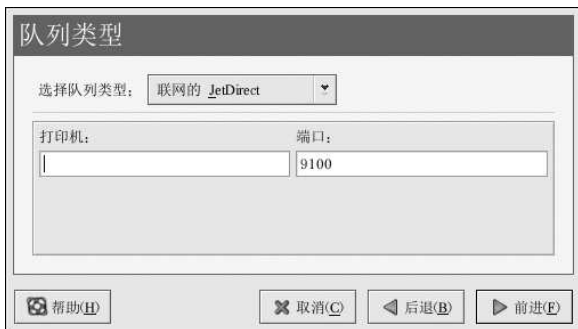 队列类型
选择队列类型： 联网的 JetDirect
打印机： 端口：
9100
帮助(H) 取消(C) 后退(B) 前进(F)